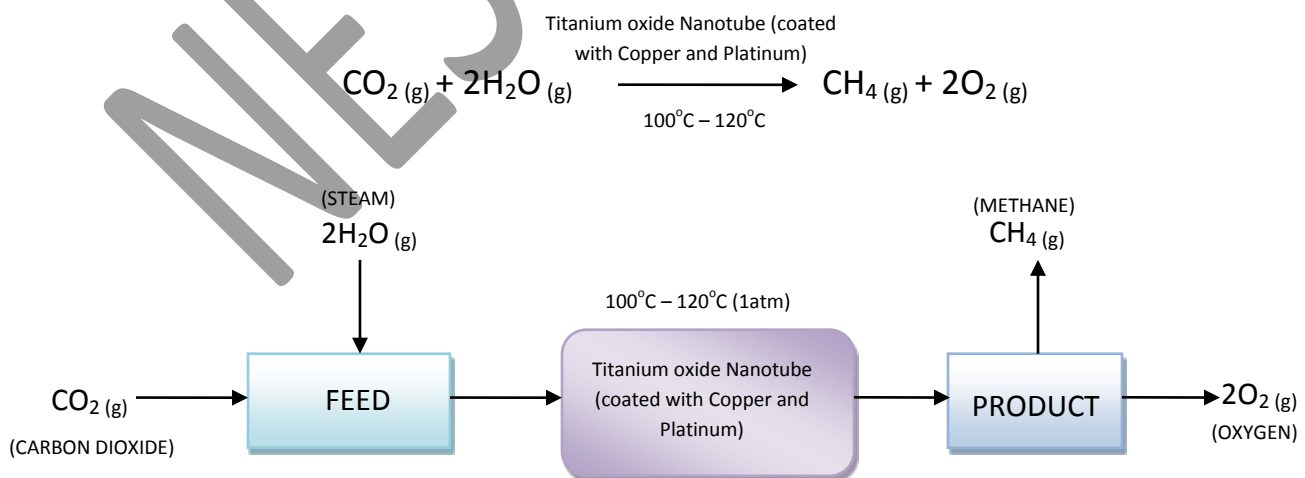 Titanium oxide Nanotube (coated
with Copper and Platinum)
CO₂ (g) + 2H₂O (g) CH₄ (g) + 2O₂ (g)
100°C – 120°C
(STEAM)
2H₂O (g)
(METHANE)
CH₄ (g)
100°C – 120°C (1atm)
Titanium oxide Nanotube
(coated with Copper and
Platinum)
CO₂ (g)
(CARBON DIOXIDE)
FEED
PRODUCT
2O₂ (g)
(OXYGEN)